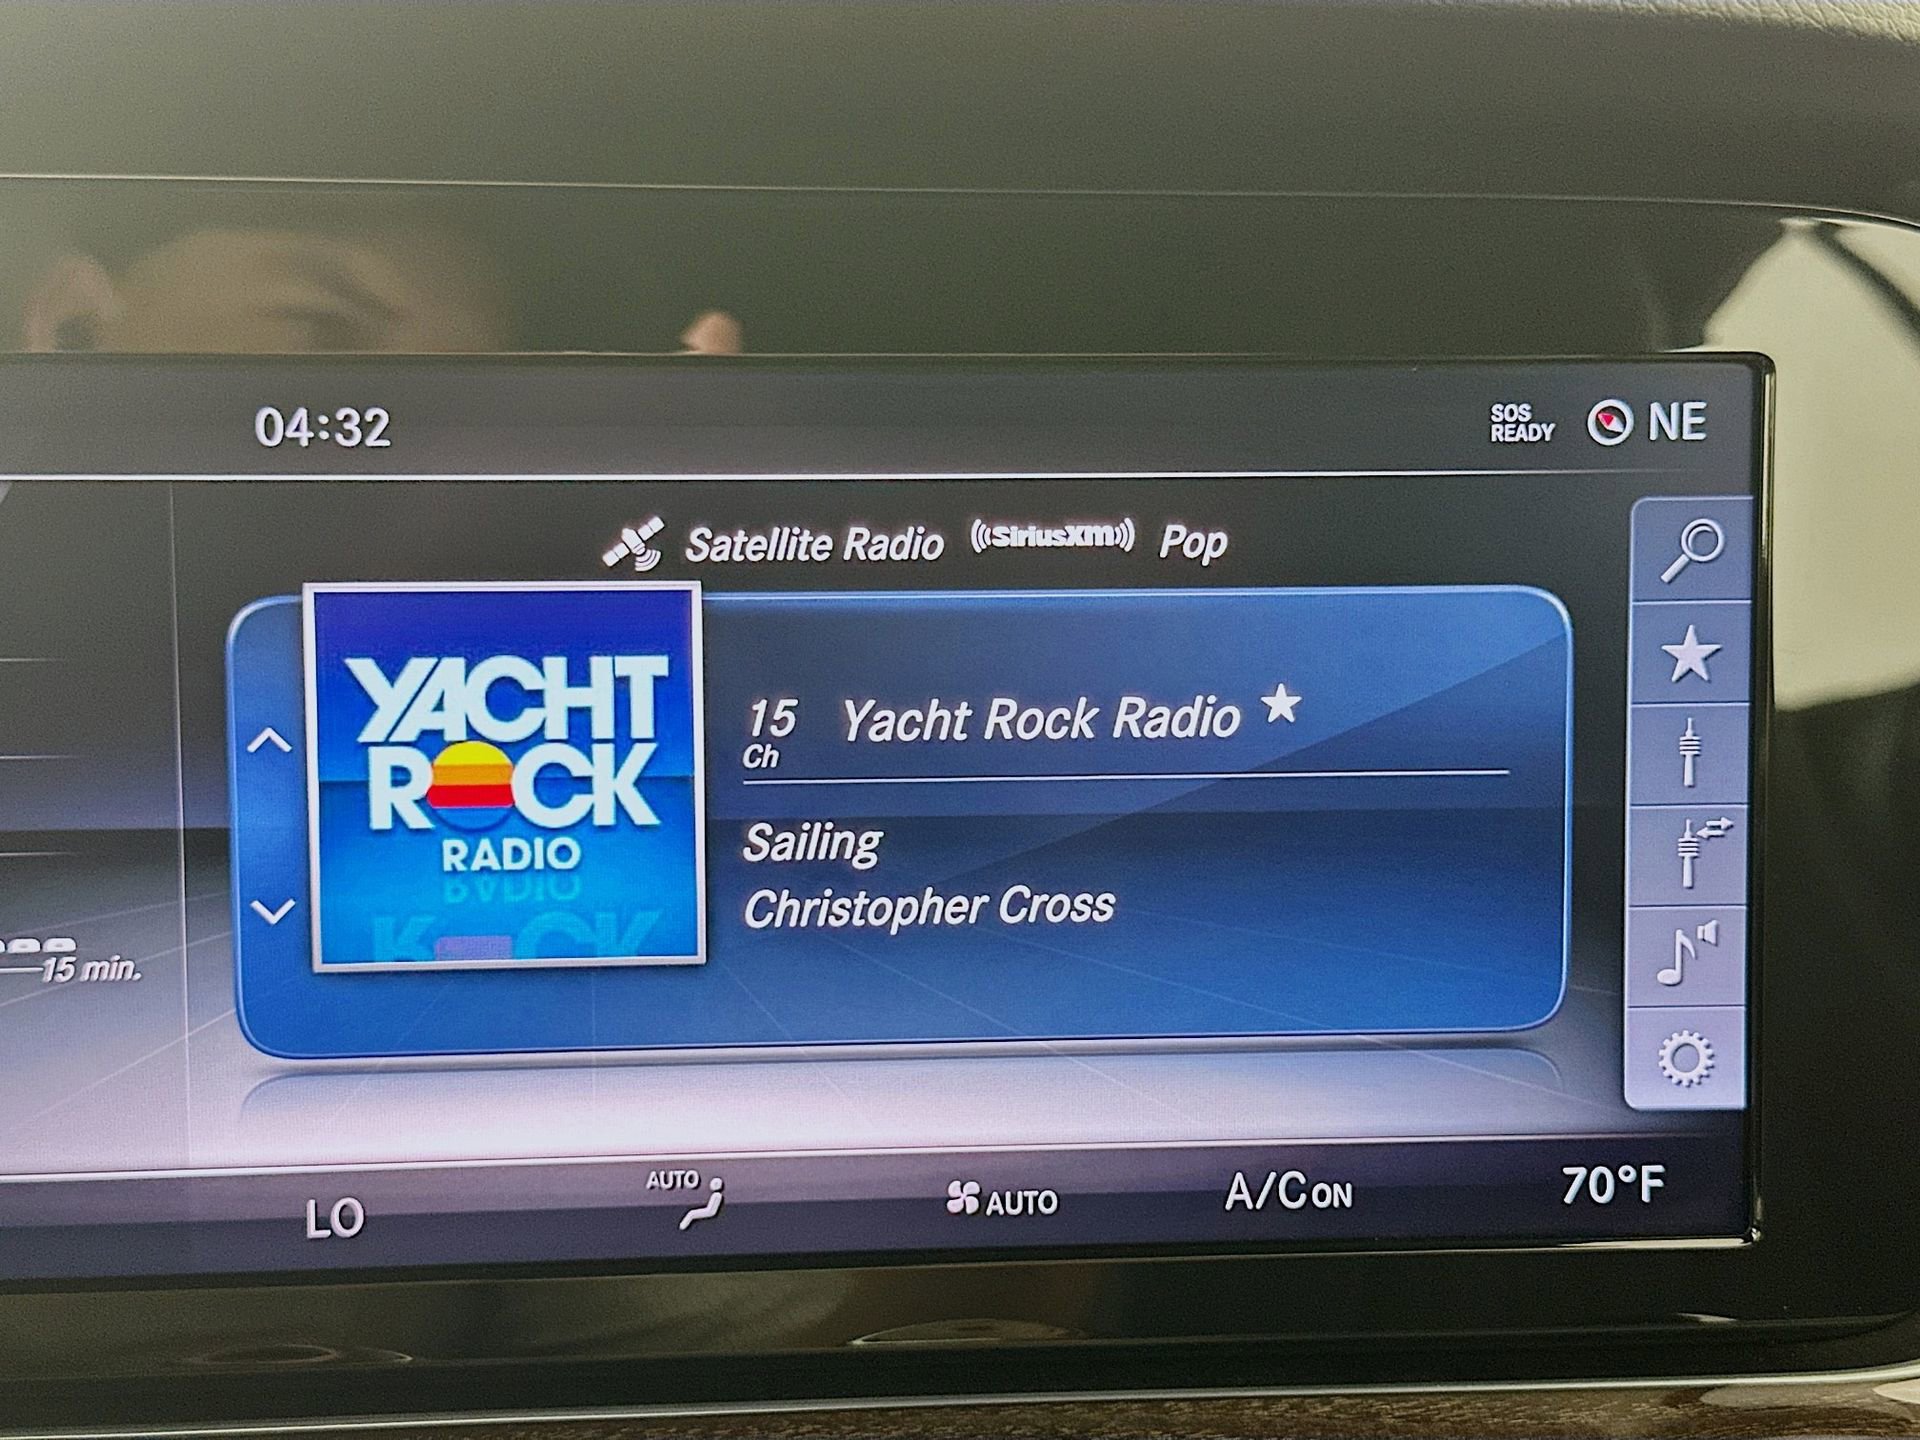 04:32
SOS
READY
NE
Satellite Radio
((SiriusXM))
Pop
YACHT
ROCK
RADIO
15
Ch
Yacht Rock Radio
Sailing
Christopher Cross
15 min.
LO
AUTO
AUTO
A/C ON
70°F